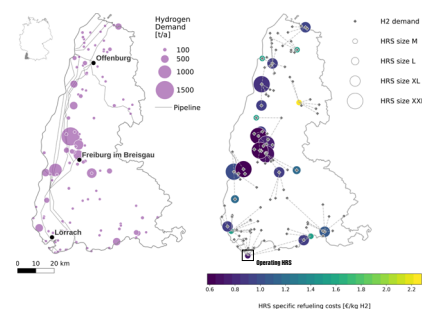 Hydrogen
Demand
[t/a]
100
500
1000
1500
Pipeline
Offenburg
Freiburg im Breisgau
Lörrach
0 10 20 km
H2 demand
HRS size M
HRS size L
HRS size XL
HRS size XXL
Operating HRS
0.6 0.8 1.0 1.2 1.4 1.6 1.8 2.0 2.2
HRS specific refueling costs [€/kg H2]